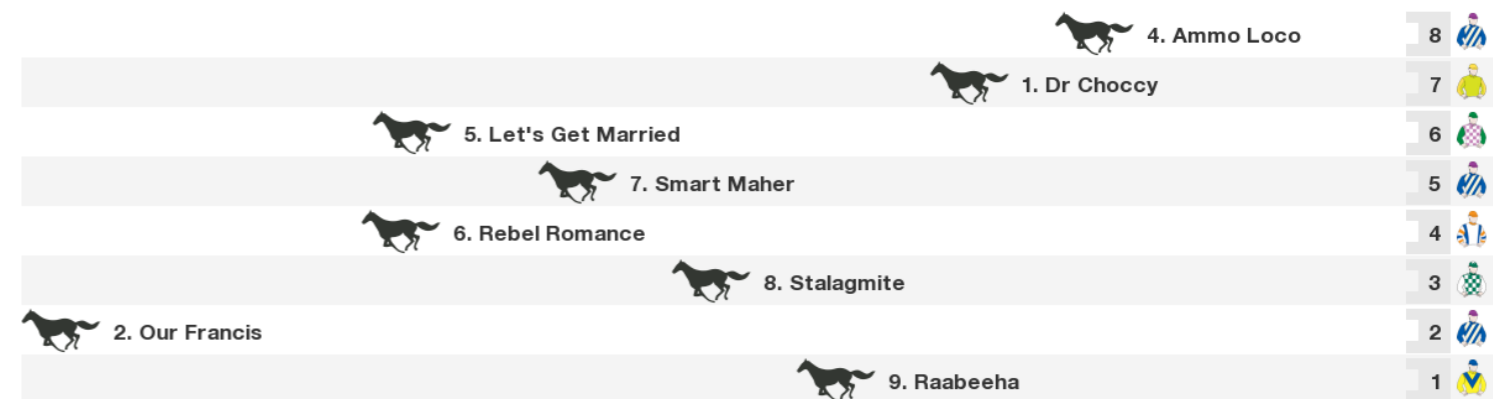 4. Ammo Loco 8
1. Dr Choccy 7
5. Let's Get Married 6
7. Smart Maher 5
6. Rebel Romance 4
8. Stalagmite 3
2. Our Francis 2
9. Raabeeha 1